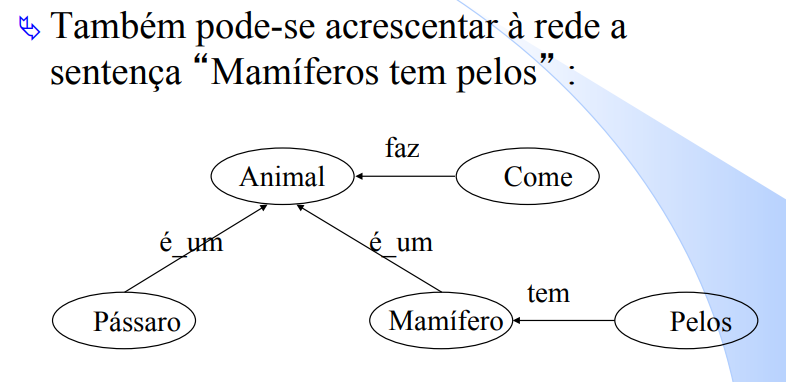 Também pode-se acrescentar à rede a
sentença “Mamíferos tem pelos” :
faz
Animal
Come
é_um
é_um
tem
Pássaro
Mamífero
Pelos